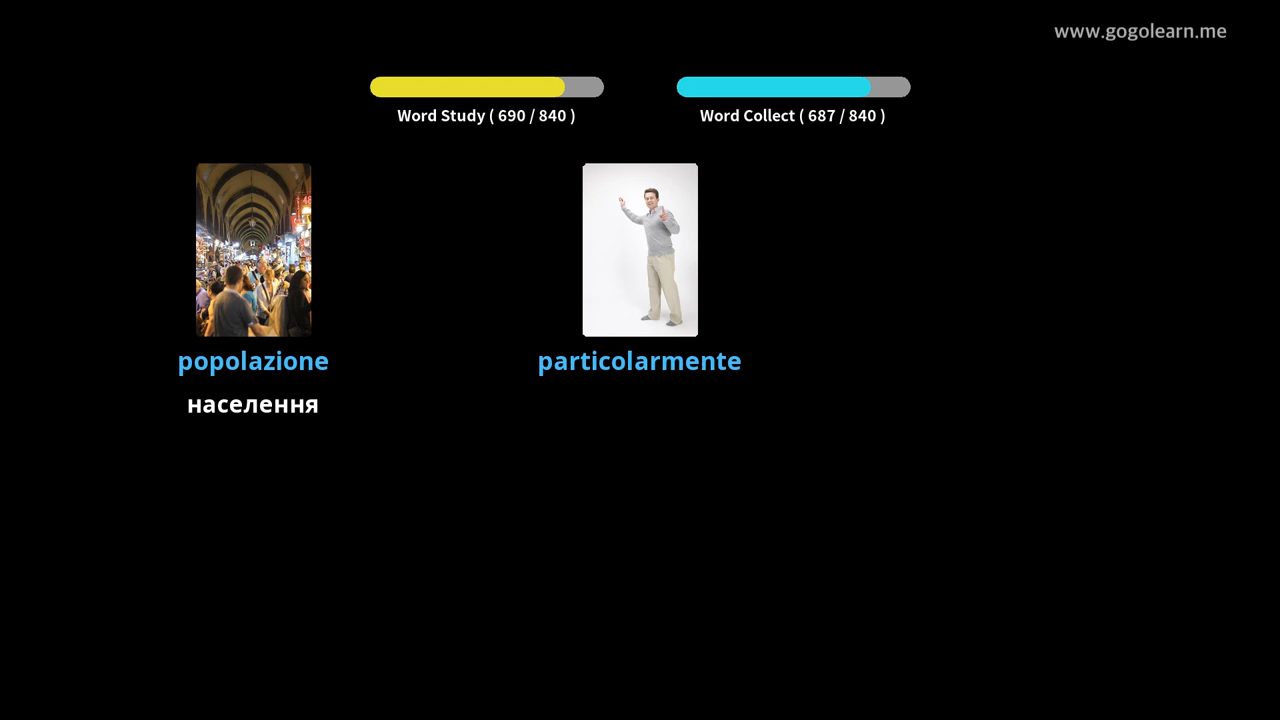 www.gogolearn.me
Word Study ( 690 / 840 )
Word Collect ( 687 / 840 )
popolazione
населення
particolarmente